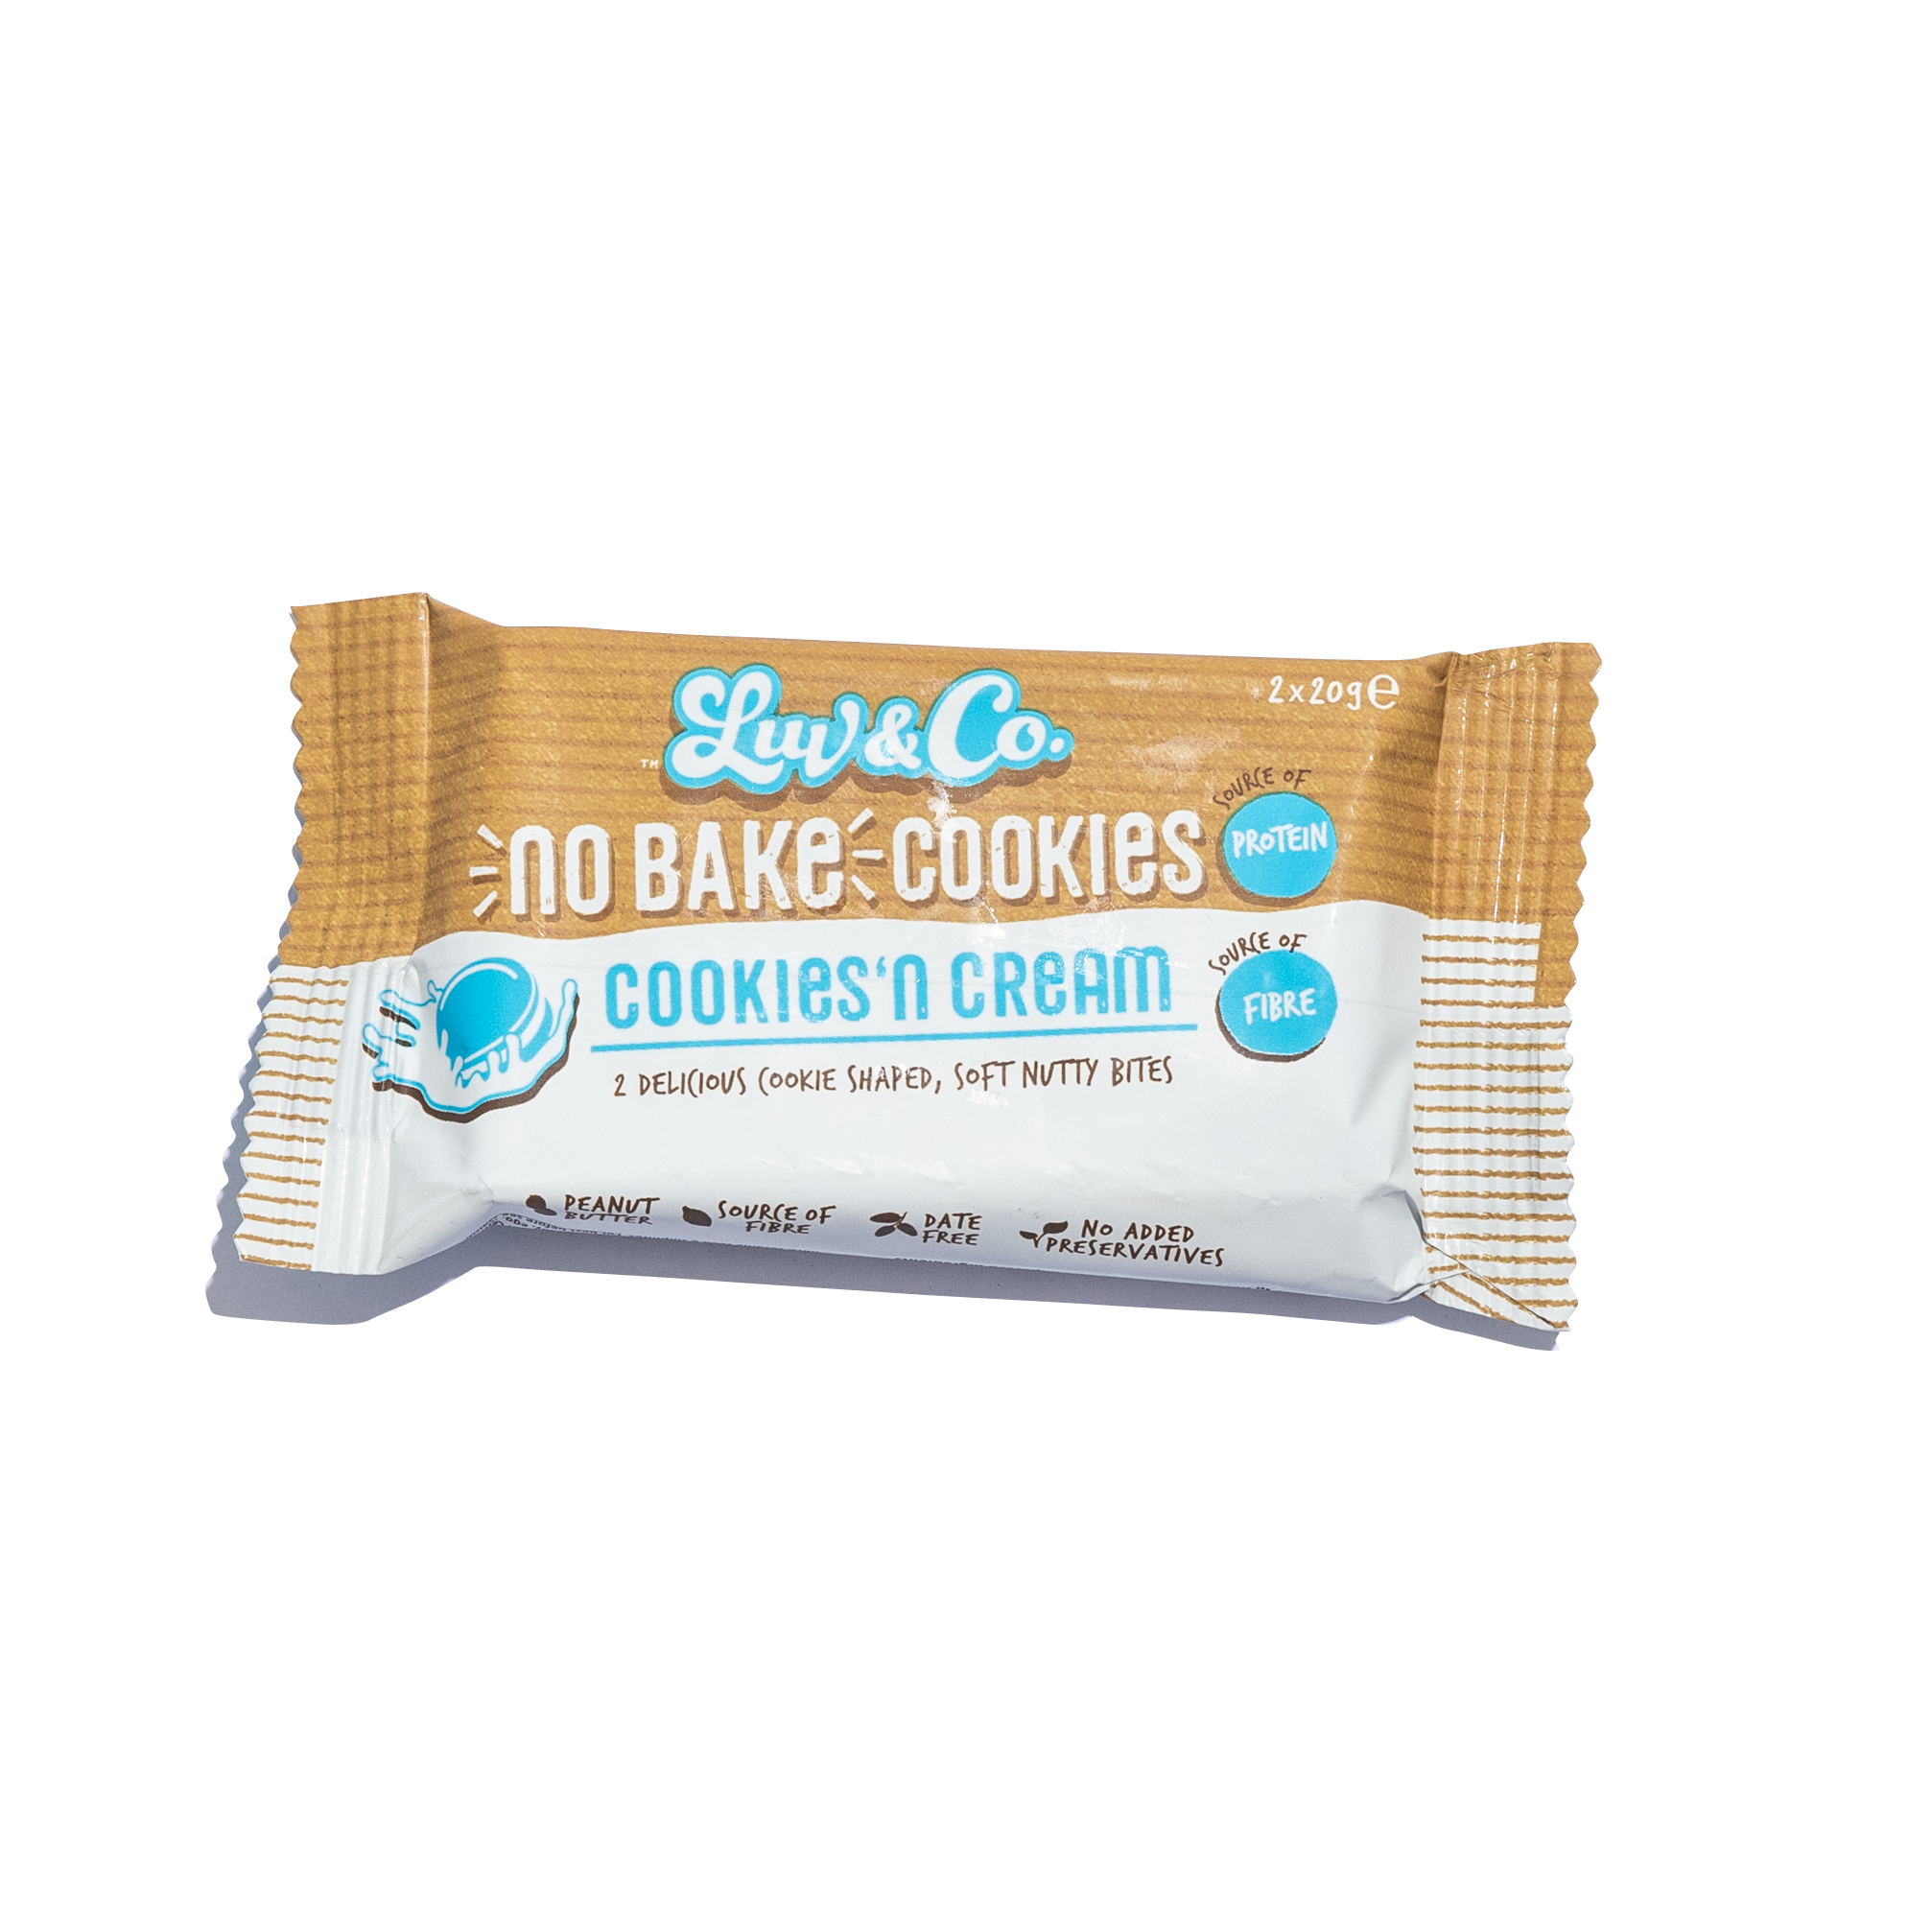 Luv & Co.
™
2x20g e
NO BAKE COOKIES
SOURCE OF
PROTEIN
COOKIES 'N CREAM
SOURCE OF
FIBRE
2 DELICIOUS COOKIE SHAPED, SOFT NUTTY BITES
PEANUT
BUTTER
SOURCE OF
FIBRE
DATE
FREE
NO ADDED
PRESERVATIVES